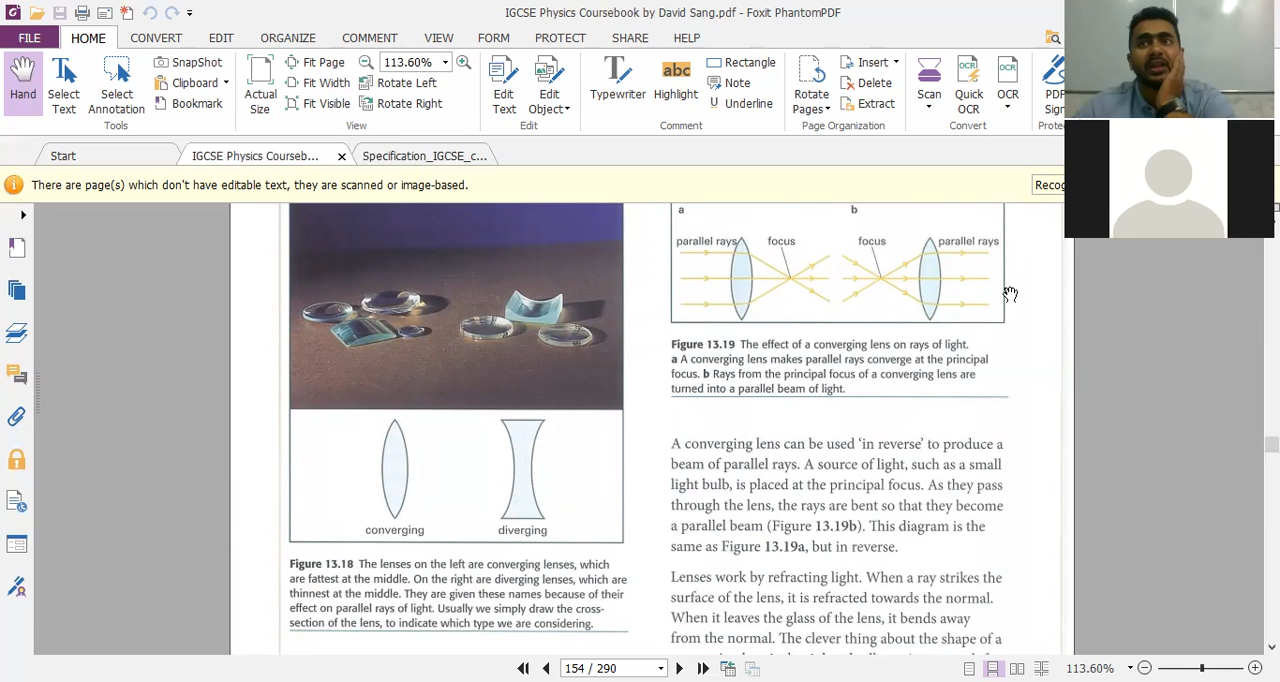 IGCSE Physics Coursebook by David Sang.pdf - Foxit PhantomPDF
FILE HOME CONVERT EDIT ORGANIZE COMMENT VIEW FORM PROTECT SHARE HELP
Hand
Select Text
Select Annotation
SnapShot
Clipboard
Bookmark
Tools
Actual Size
Fit Page
Fit Width
Fit Visible
113.60%
Rotate Left
Rotate Right
View
Edit Text
Edit Object
Edit
Typewriter
abc
Highlight
Rectangle
Note
Underline
Comment
Rotate Pages
Insert
Delete
Extract
Page Organization
Scan
OCR
Quick OCR
OCR
OCR
Convert
PDF
Sign
Prote
Start
IGCSE Physics Courseb...
Specification_IGCSE_c...
There are page(s) which don't have editable text, they are scanned or image-based.
Recog
converging
diverging
Figure 13.18 The lenses on the left are converging lenses, which
are fattest at the middle. On the right are diverging lenses, which are
thinnest at the middle. They are given these names because of their
effect on parallel rays of light. Usually we simply draw the cross-
section of the lens, to indicate which type we are considering.
a
b
parallel rays
focus
focus
parallel rays
Figure 13.19 The effect of a converging lens on rays of light.
a A converging lens makes parallel rays converge at the principal
focus. b Rays from the principal focus of a converging lens are
turned into a parallel beam of light.
A converging lens can be used ‘in reverse’ to produce a
beam of parallel rays. A source of light, such as a small
light bulb, is placed at the principal focus. As they pass
through the lens, the rays are bent so that they become
a parallel beam (Figure 13.19b). This diagram is the
same as Figure 13.19a, but in reverse.
Lenses work by refracting light. When a ray strikes the
surface of the lens, it is refracted towards the normal.
When it leaves the glass of the lens, it bends away
from the normal. The clever thing about the shape of a
154 / 290
113.60%